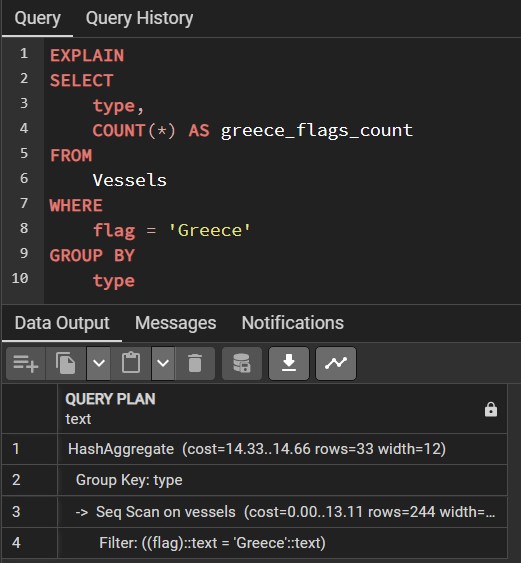 Query Query History
1 EXPLAIN
2 SELECT
3 type,
4 COUNT(*) AS greece_flags_count
5 FROM
6 Vessels
7 WHERE
8 flag = 'Greece'
9 GROUP BY
10 type
Data Output Messages Notifications
QUERY PLAN
text
1 HashAggregate (cost=14.33..14.66 rows=33 width=12)
2 Group Key: type
3 -> Seq Scan on vessels (cost=0.00..13.11 rows=244 width=...
4 Filter: ((flag)::text = 'Greece'::text)